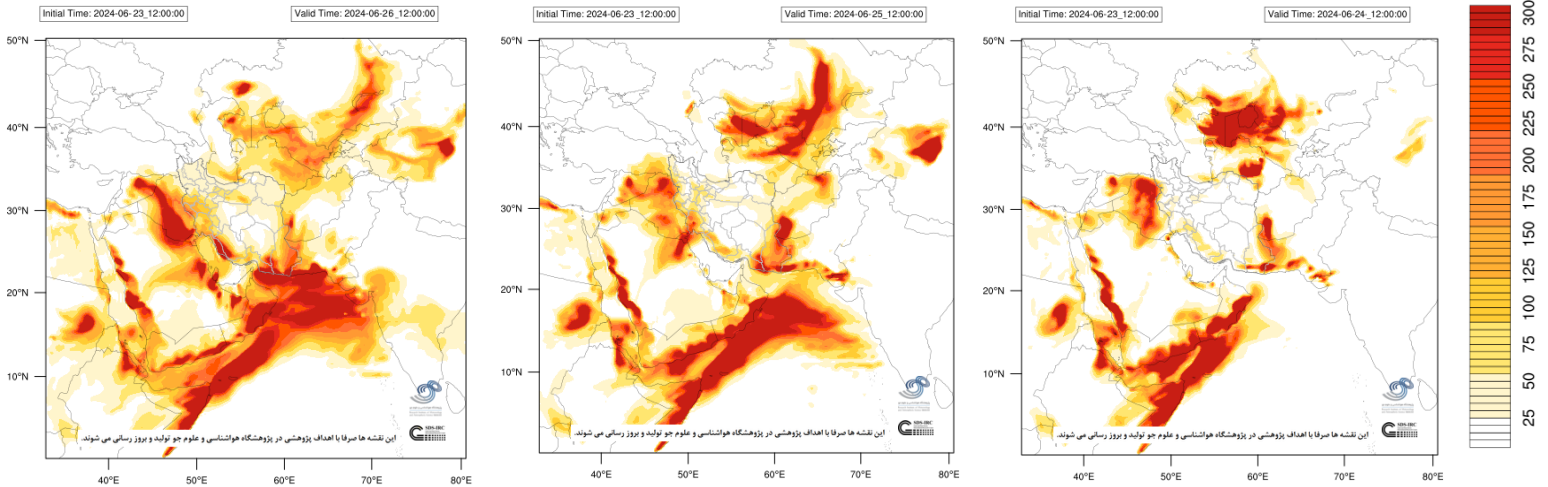 Initial Time: 2024-06-23_12:00:00 Valid Time: 2024-06-26_12:00:00
50°N
40°N
30°N
20°N
10°N
40°E 50°E 60°E 70°E 80°E
این نقشه ها صرفا با اهداف پژوهشی در پژوهشگاه هواشناسی و علوم جو تولید و بروز رسانی می شوند.
SDS-IRC
Initial Time: 2024-06-23_12:00:00 Valid Time: 2024-06-25_12:00:00
50°N
40°N
30°N
20°N
10°N
40°E 50°E 60°E 70°E 80°E
این نقشه ها صرفا با اهداف پژوهشی در پژوهشگاه هواشناسی و علوم جو تولید و بروز رسانی می شوند.
SDS-IRC
Initial Time: 2024-06-23_12:00:00 Valid Time: 2024-06-24-_12:00:00
50°N
40°N
30°N
20°N
10°N
40°E 50°E 60°E 70°E 80°E
این نقشه ها صرفا با اهداف پژوهشی در پژوهشگاه هواشناسی و علوم جو تولید و بروز رسانی می شوند.
SDS-IRC
300
275
250
225
200
175
150
125
100
75
50
25